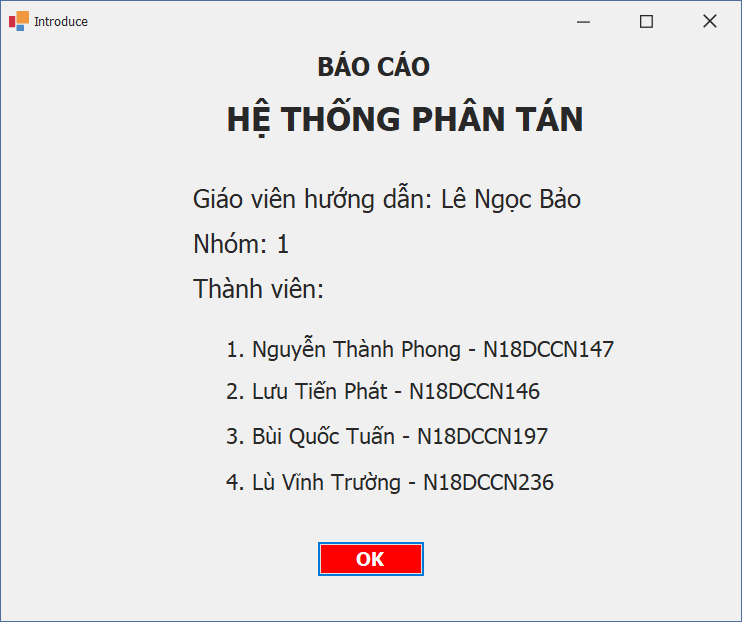 Introduce
BÁO CÁO
HỆ THỐNG PHÂN TÁN
Giáo viên hướng dẫn: Lê Ngọc Bảo
Nhóm: 1
Thành viên:
1. Nguyễn Thành Phong - N18DCCN147
2. Lưu Tiến Phát - N18DCCN146
3. Bùi Quốc Tuấn - N18DCCN197
4. Lù Vĩnh Trường - N18DCCN236
OK